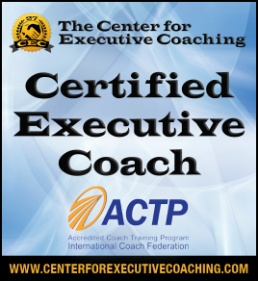 The Center for
Executive Coaching
CEC
Certified
Executive
Coach
ACTP
Accredited Coach Training Program
International Coach Federation
WWW.CENTERFOREXECUTIVECOACHING.COM